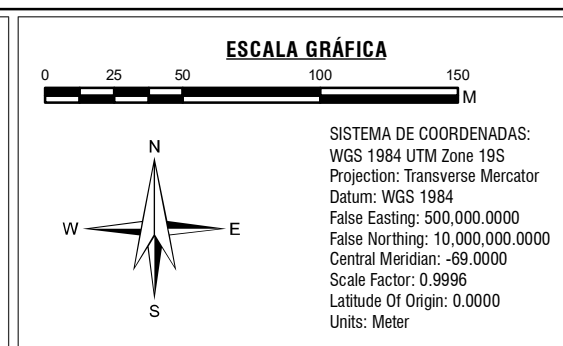 ESCALA GRÁFICA
0 25 50 100 150
M
N
W E
S
SISTEMA DE COORDENADAS:
WGS 1984 UTM Zone 19S
Projection: Transverse Mercator
Datum: WGS 1984
False Easting: 500,000.0000
False Northing: 10,000,000.0000
Central Meridian: -69.0000
Scale Factor: 0.9996
Latitude Of Origin: 0.0000
Units: Meter